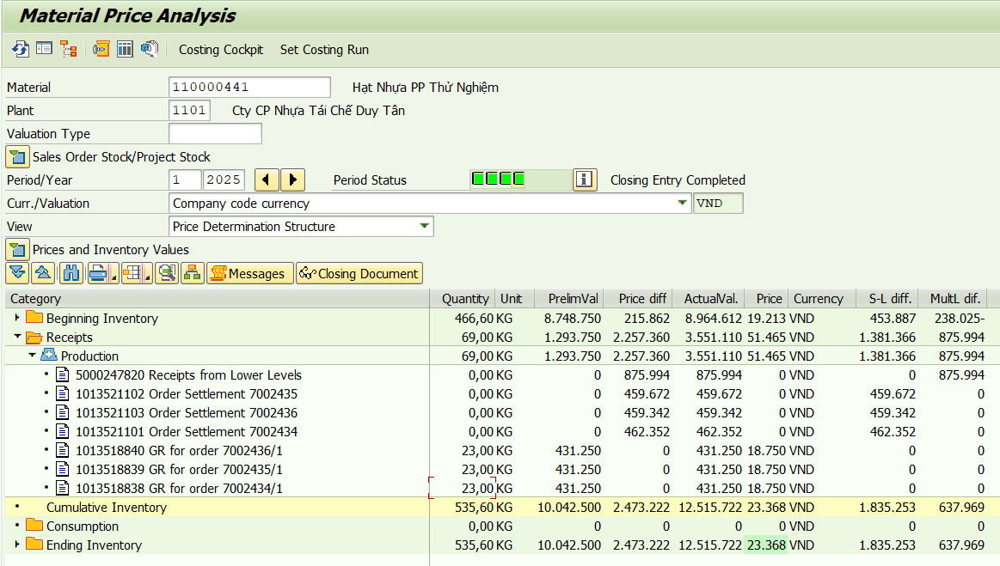 Material Price Analysis
Costing Cockpit Set Costing Run
Material 110000441 Hạt Nhựa PP Thử Nghiệm
Plant 1101 Cty CP Nhựa Tái Chế Duy Tân
Valuation Type
Sales Order Stock/Project Stock
Period/Year 1 2025 Period Status Closing Entry Completed
Curr./Valuation Company code currency VND
View Price Determination Structure
Prices and Inventory Values
Messages Closing Document
Category Quantity Unit PrelimVal Price diff ActualVal. Price Currency S-L diff. MultL dif.
Beginning Inventory 466,60 KG 8.748.750 215.862 8.964.612 19.213 VND 453.887 238.025-
Receipts 69,00 KG 1.293.750 2.257.360 3.551.110 51.465 VND 1.381.366 875.994
Production 69,00 KG 1.293.750 2.257.360 3.551.110 51.465 VND 1.381.366 875.994
5000247820 Receipts from Lower Levels 0,00 KG 0 875.994 875.994 0 VND 0 875.994
1013521102 Order Settlement 7002435 0,00 KG 0 459.672 459.672 0 VND 459.672 0
1013521103 Order Settlement 7002436 0,00 KG 0 459.342 459.342 0 VND 459.342 0
1013521101 Order Settlement 7002434 0,00 KG 0 462.352 462.352 0 VND 462.352 0
1013518840 GR for order 7002436/1 23,00 KG 431.250 0 431.250 18.750 VND 0 0
1013518839 GR for order 7002435/1 23,00 KG 431.250 0 431.250 18.750 VND 0 0
1013518838 GR for order 7002434/1 23,00 KG 431.250 0 431.250 18.750 VND 0 0
Cumulative Inventory 535,60 KG 10.042.500 2.473.222 12.515.722 23.368 VND 1.835.253 637.969
Consumption 0,00 KG 0 0 0 0 VND 0 0
Ending Inventory 535,60 KG 10.042.500 2.473.222 12.515.722 23.368 VND 1.835.253 637.969